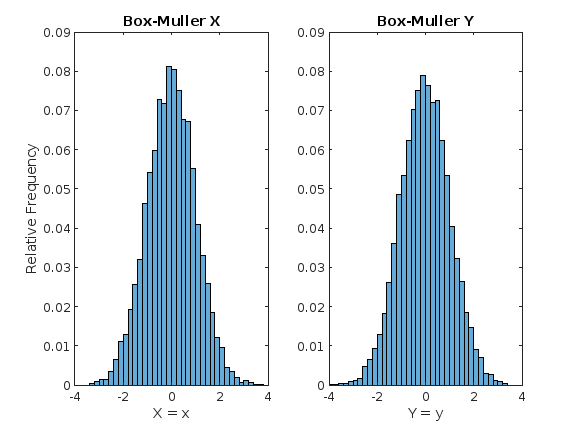 Box-Muller X
Relative Frequency
0.09
0.08
0.07
0.06
0.05
0.04
0.03
0.02
0.01
0
-4 -2 0 2 4
X = x
Box-Muller Y
0.09
0.08
0.07
0.06
0.05
0.04
0.03
0.02
0.01
0
-4 -2 0 2 4
Y = y